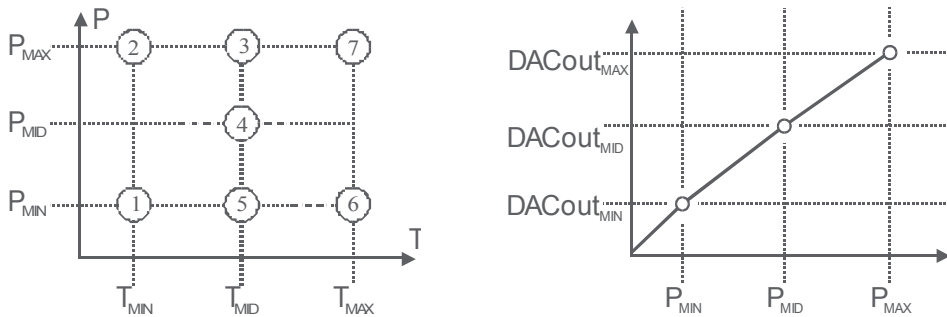 P
P_MAX 2 3 7
P_MID 4
P_MIN 1 5 6
T
T_MIN T_MID T_MAX
DACout_MAX
DACout_MID
DACout_MIN
P_MIN P_MID P_MAX